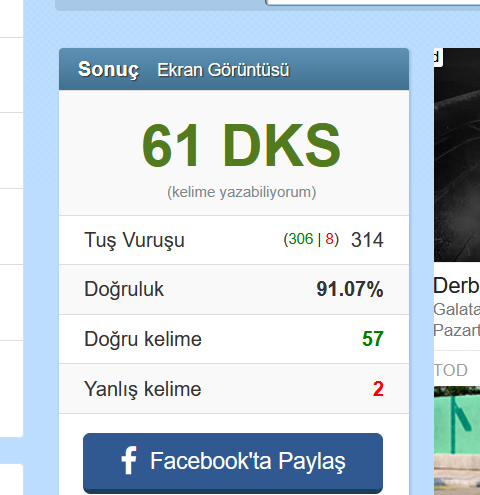 Sonuç Ekran Görüntüsü
61 DKS
(kelime yazabiliyorum)
Tuş Vuruşu (306 | 8) 314
Doğruluk 91.07%
Doğru kelime 57
Yanlış kelime 2
f Facebook'ta Paylaş
d
Derb
Galata
Pazart
TOD